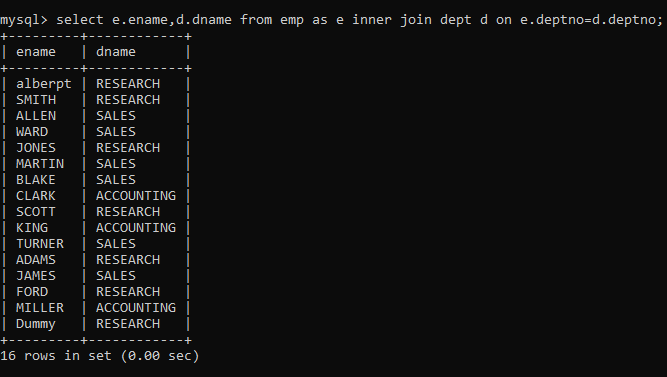 mysql> select e.ename,d.dname from emp as e inner join dept d on e.deptno=d.deptno;
+---------+------------+
| ename   | dname      |
+---------+------------+
| alberpt | RESEARCH   |
| SMITH   | RESEARCH   |
| ALLEN   | SALES      |
| WARD    | SALES      |
| JONES   | RESEARCH   |
| MARTIN  | SALES      |
| BLAKE   | SALES      |
| CLARK   | ACCOUNTING |
| SCOTT   | RESEARCH   |
| KING    | ACCOUNTING |
| TURNER  | SALES      |
| ADAMS   | RESEARCH   |
| JAMES   | SALES      |
| FORD    | RESEARCH   |
| MILLER  | ACCOUNTING |
| Dummy   | RESEARCH   |
+---------+------------+
16 rows in set (0.00 sec)